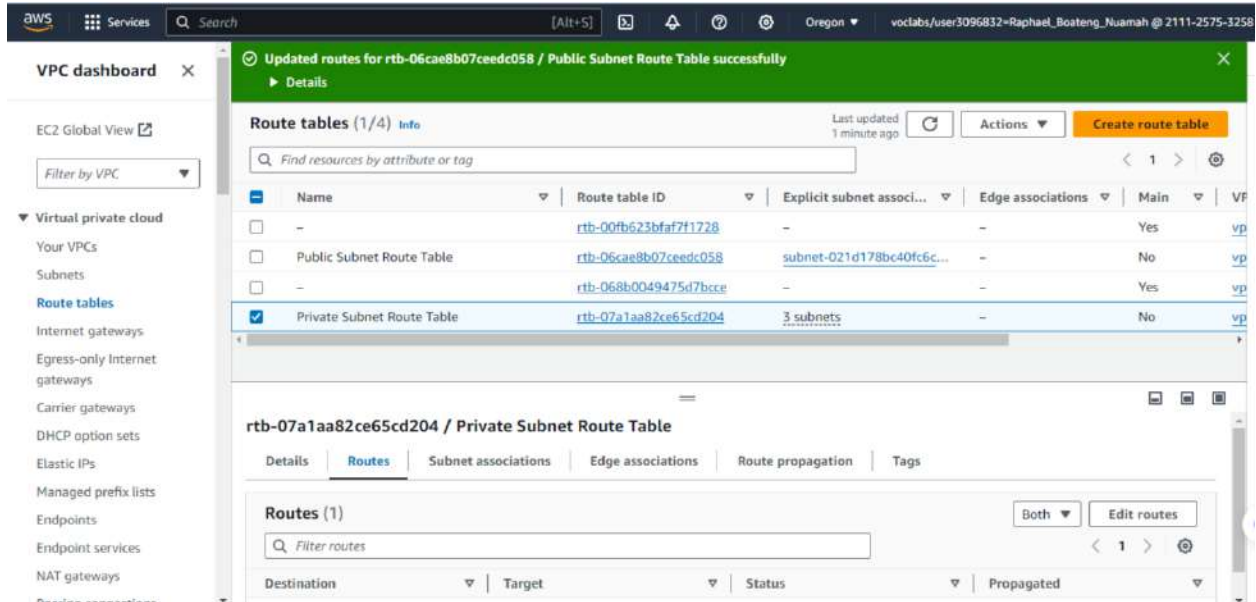 aws Services Search [Alt+S] Oregon ▼ voclabs/user3096832=Raphael_Boateng_Nuamah @ 2111-2575-3258
VPC dashboard
EC2 Global View
Filter by VPC
Virtual private cloud
Your VPCs
Subnets
Route tables
Internet gateways
Egress-only Internet
gateways
Carrier gateways
DHCP option sets
Elastic IPs
Managed prefix lists
Endpoints
Endpoint services
NAT gateways
Updated routes for rtb-06cae8b07ceedc058 / Public Subnet Route Table successfully
Details
Route tables (1/4) Info
Last updated
1 minute ago
Actions
Create route table
Find resources by attribute or tag
1
Name Route table ID Explicit subnet associ... Edge associations Main VP
– rtb-00fb623bfaf7f1728 – – Yes vp
Public Subnet Route Table rtb-06cae8b07ceedc058 subnet-021d178bc40fc6c... – No vp
– rtb-068b0049475d7bcce – – Yes vp
Private Subnet Route Table rtb-07a1aa82ce65cd204 3 subnets – No vp
rtb-07a1aa82ce65cd204 / Private Subnet Route Table
Details Routes Subnet associations Edge associations Route propagation Tags
Routes (1)
Both Edit routes
Filter routes
1
Destination Target Status Propagated